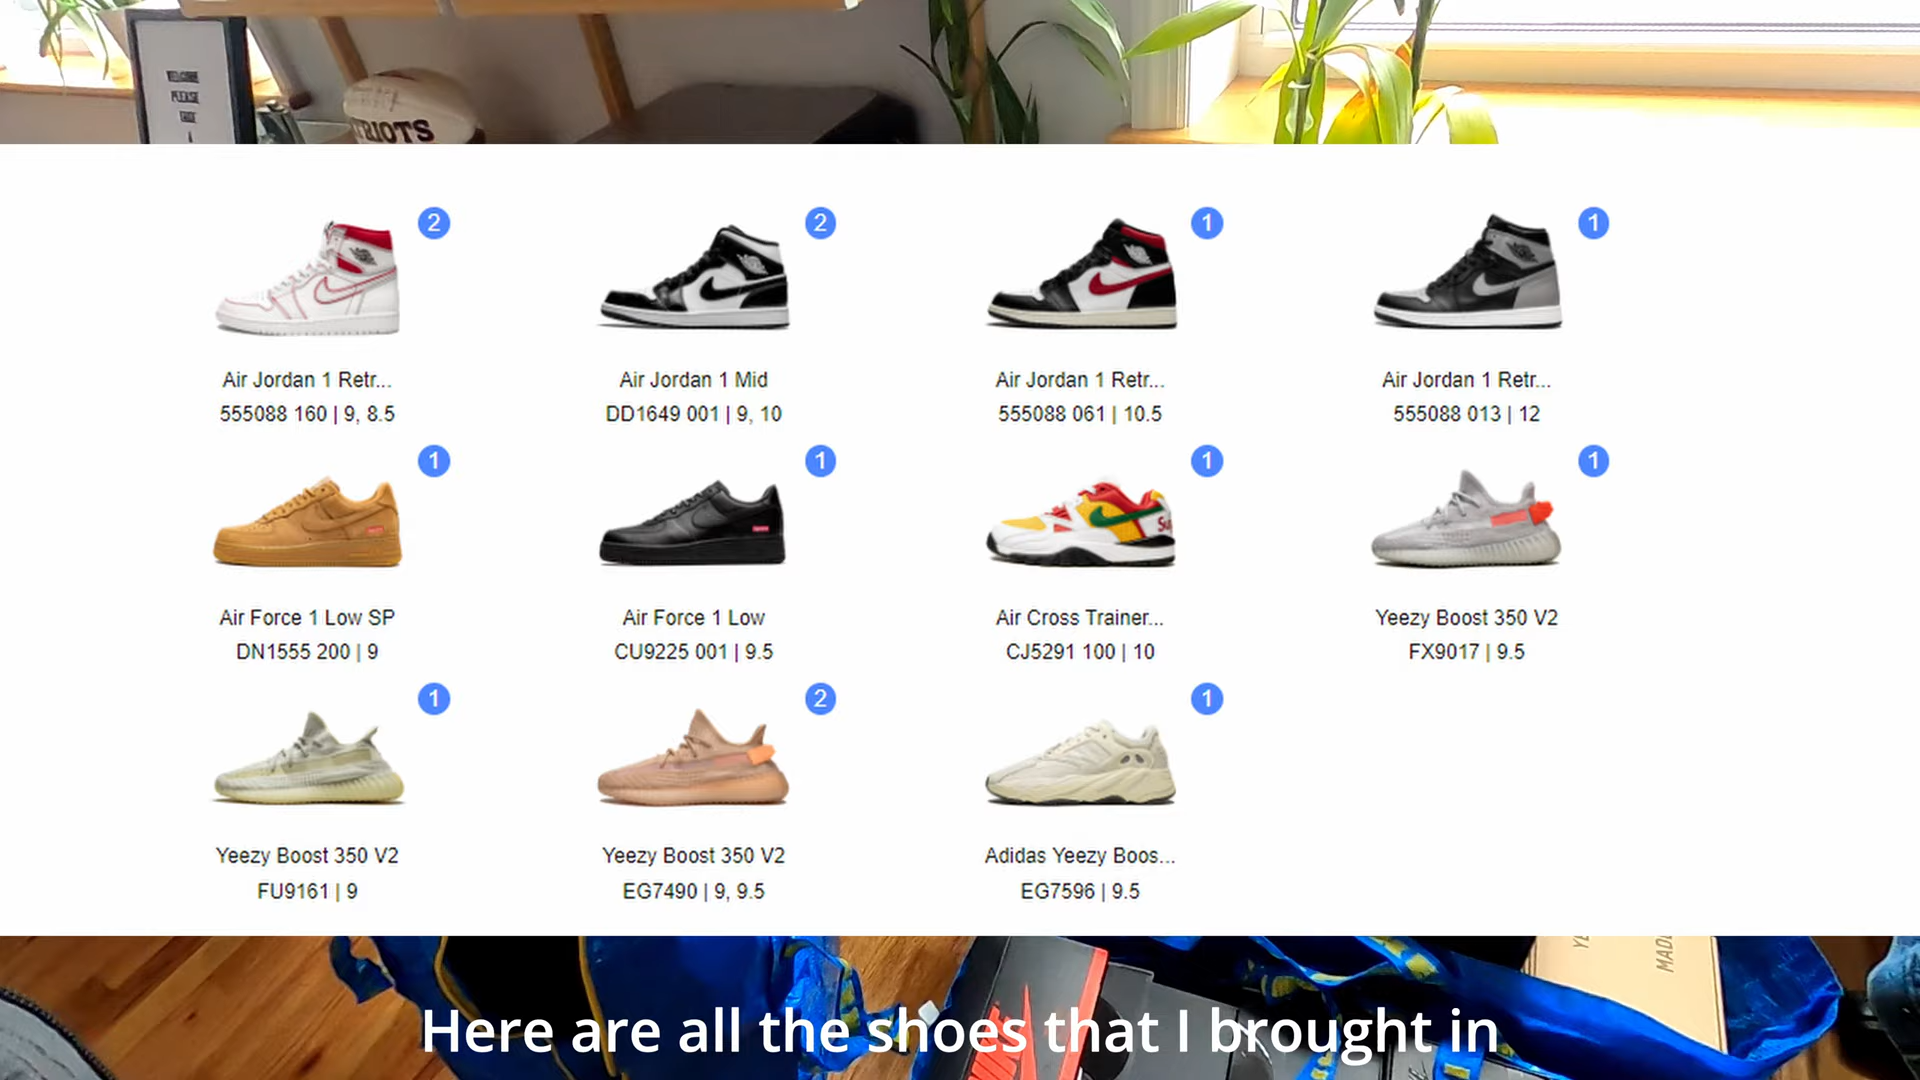 TRIOTS
2
2
1
1
Air Jordan 1 Retr...
555088 160 | 9, 8.5
Air Jordan 1 Mid
DD1649 001 | 9, 10
Air Jordan 1 Retr...
555088 061 | 10.5
Air Jordan 1 Retr...
555088 013 | 12
1
1
1
1
Air Force 1 Low SP
DN1555 200 | 9
Air Force 1 Low
CU9225 001 | 9.5
Air Cross Trainer...
CJ5291 100 | 10
Yeezy Boost 350 V2
FX9017 | 9.5
1
2
1
Yeezy Boost 350 V2
FU9161 | 9
Yeezy Boost 350 V2
EG7490 | 9, 9.5
Adidas Yeezy Boos...
EG7596 | 9.5
YE
MADE
NIKE
Here are all the shoes that I brought in